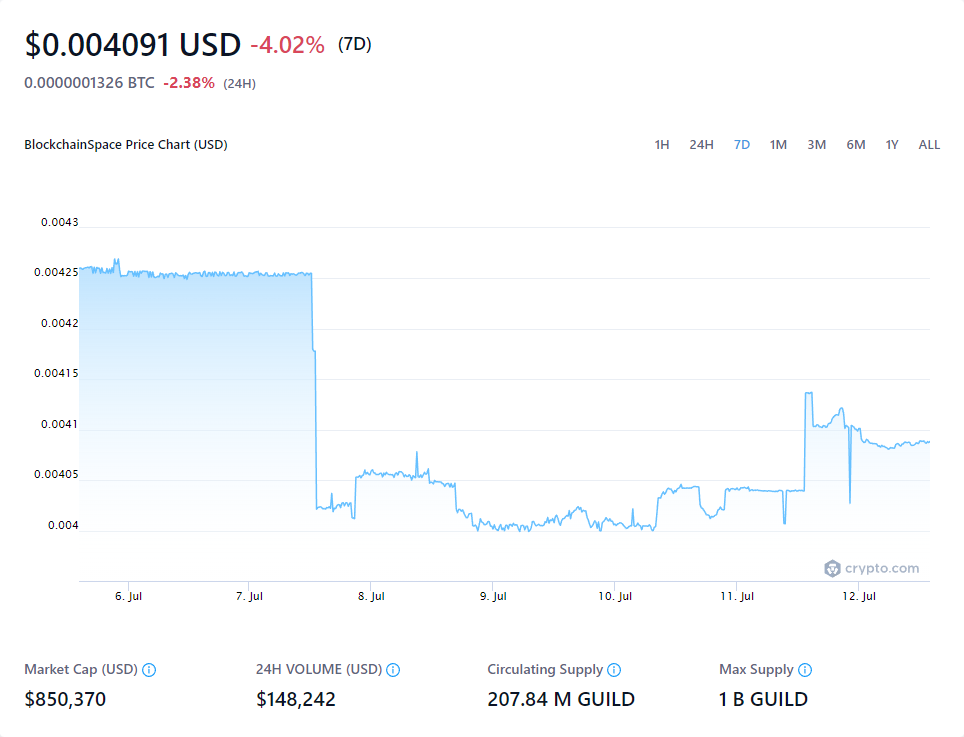 $0.004091 USD -4.02% (7D)
0.0000001326 BTC -2.38% (24H)
BlockchainSpace Price Chart (USD) 1H 24H 7D 1M 3M 6M 1Y ALL
0.0043
0.00425
0.0042
0.00415
0.0041
0.00405
0.004
crypto.com
6. Jul 7. Jul 8. Jul 9. Jul 10. Jul 11. Jul 12. Jul
Market Cap (USD) 24H VOLUME (USD) Circulating Supply Max Supply
$850,370 $148,242 207.84 M GUILD 1 B GUILD